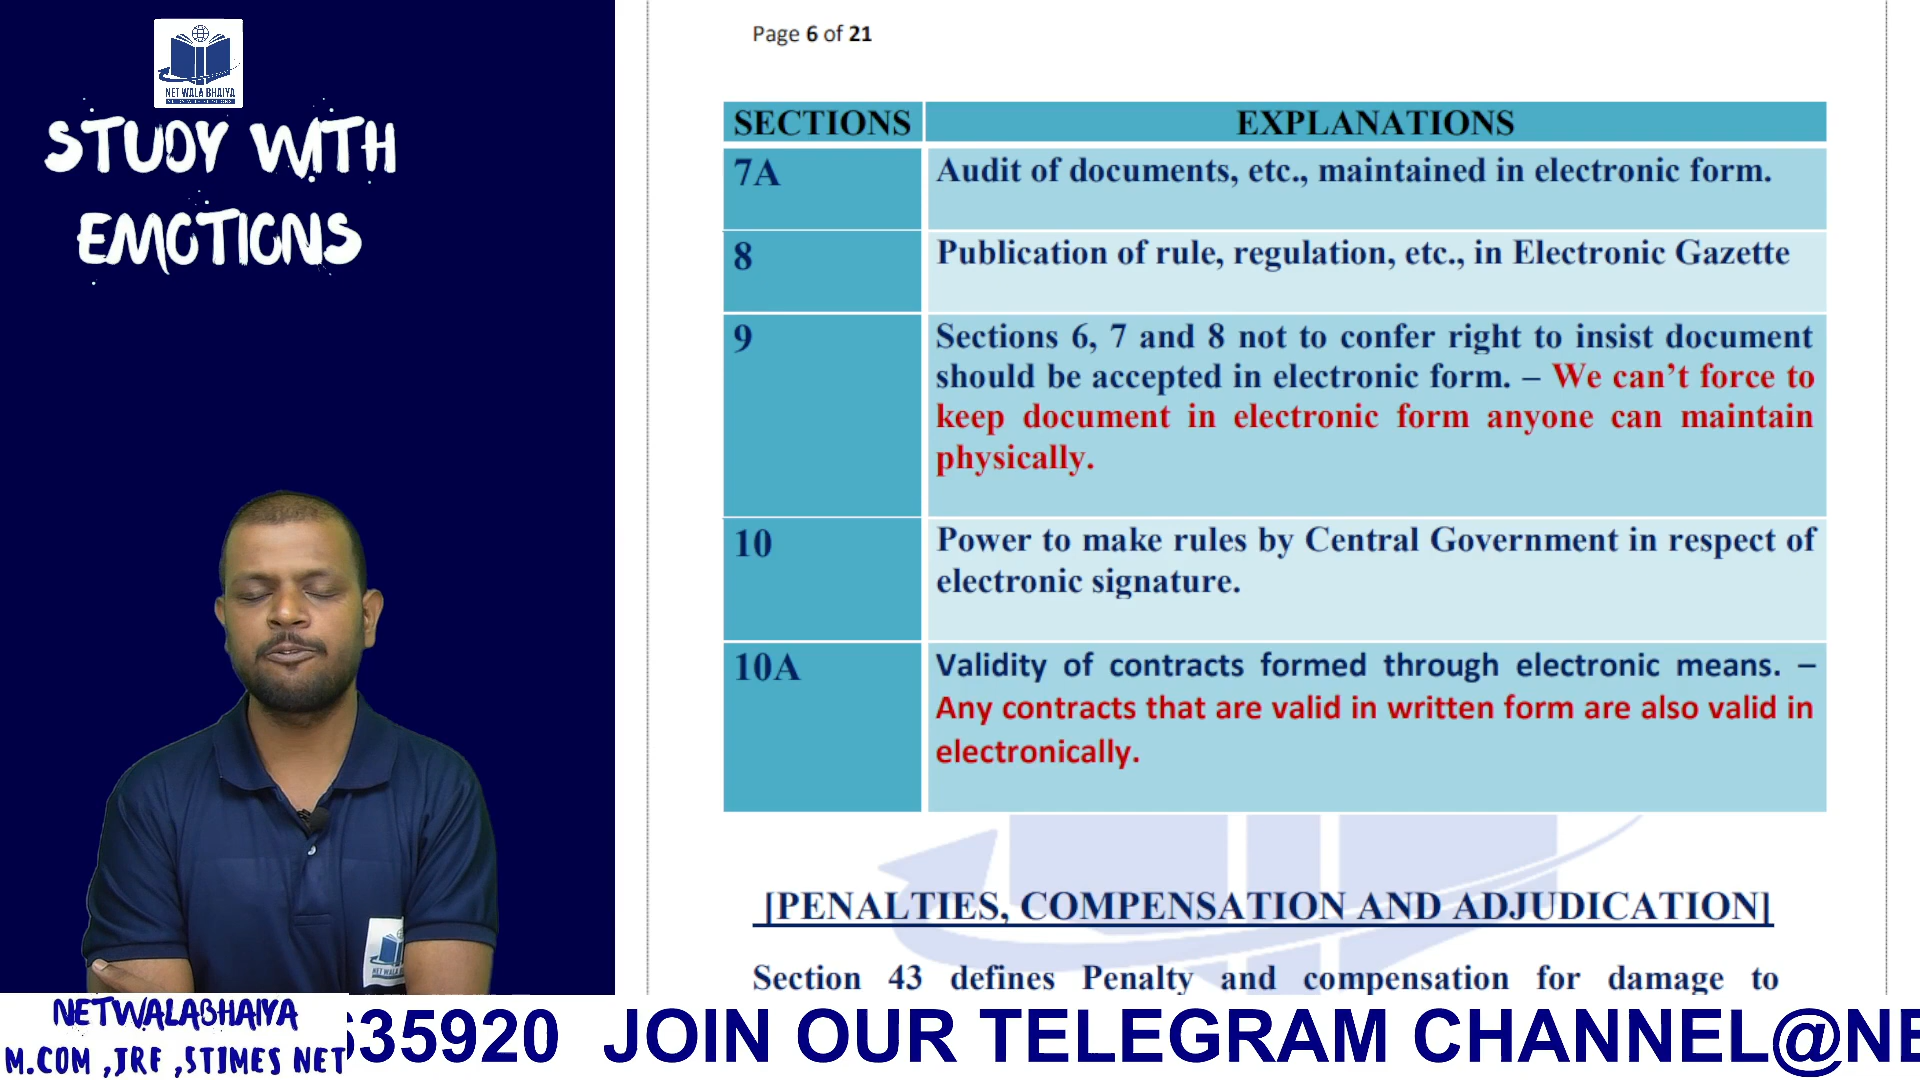 NET WALA BHAIYA
STUDY WITH
EMOTIONS
Page 6 of 21
SECTIONS EXPLANATIONS
7A Audit of documents, etc., maintained in electronic form.
8 Publication of rule, regulation, etc., in Electronic Gazette
9 Sections 6, 7 and 8 not to confer right to insist document
should be accepted in electronic form. – We can’t force to
keep document in electronic form anyone can maintain
physically.
10 Power to make rules by Central Government in respect of
electronic signature.
10A Validity of contracts formed through electronic means. –
Any contracts that are valid in written form are also valid in
electronically.
[PENALTIES, COMPENSATION AND ADJUDICATION]
Section 43 defines Penalty and compensation for damage to
NETWALABHAIYA
M.COM ,JRF ,5TIMES NET
35920 JOIN OUR TELEGRAM CHANNEL@NE